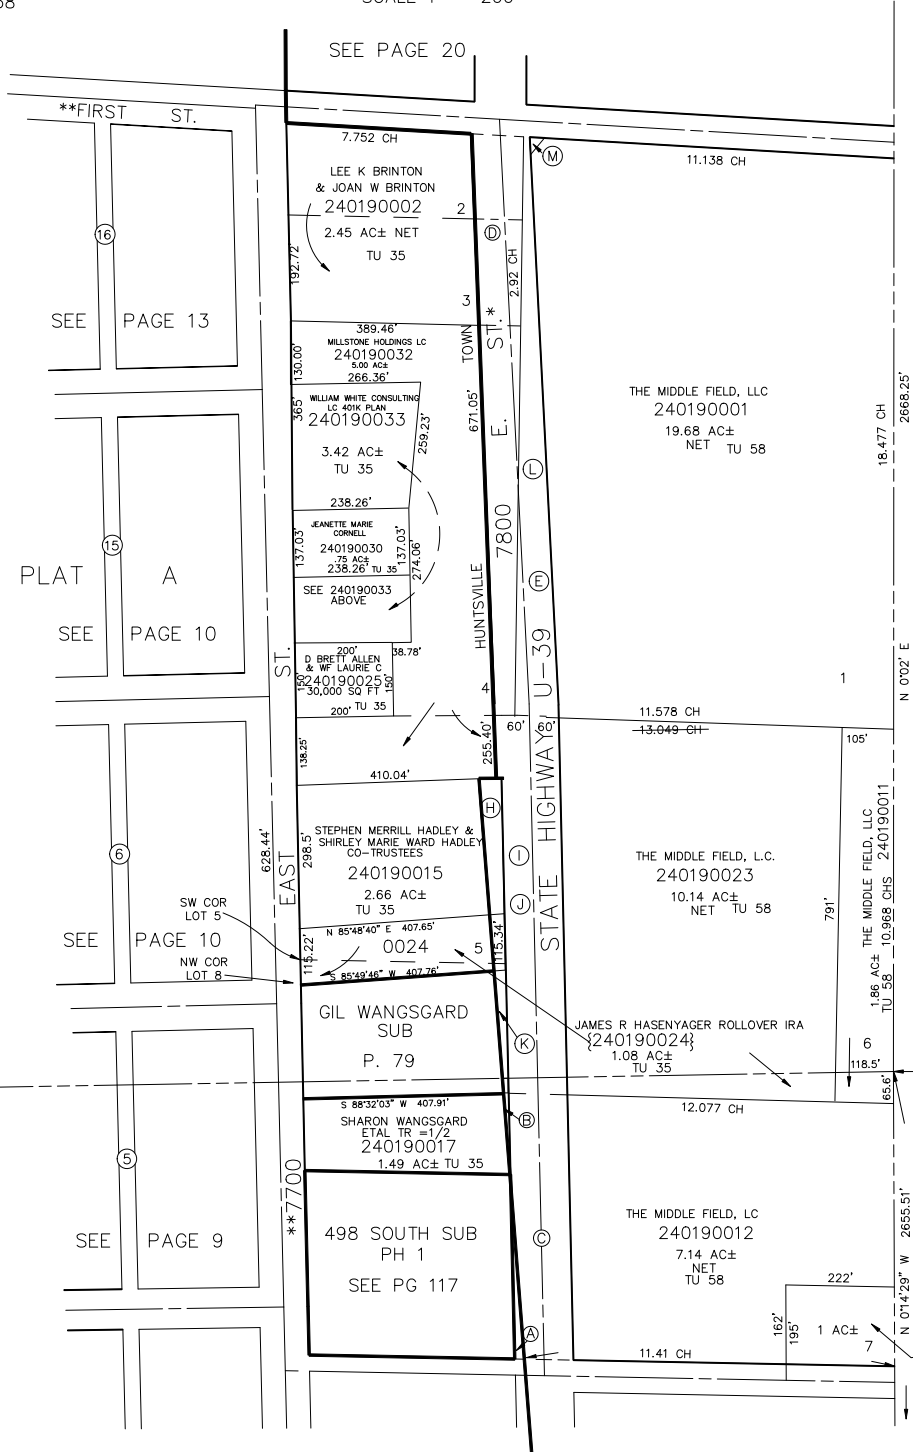 SEE PAGE 20
**FIRST ST.
7.752 CH
M
11.138 CH
LEE K BRINTON
& JOAN W BRINTON
240190002
2
2.45 AC± NET
TU 35
D
192.72'
2.92 CH
16
SEE PAGE 13
3
ST.*
TOWN
389.46'
MILLSTONE HOLDINGS LC
240190032
5.00 AC±
266.36'
130.00'
WILLIAM WHITE CONSULTING
LC 401K PLAN
240190033
365'
259.23'
671.05'
E.
3.42 AC±
TU 35
THE MIDDLE FIELD, LLC
240190001
19.68 AC±
NET TU 58
18.477 CH
2668.25'
L
238.26'
7800
JEANETTE MARIE
CORNELL
240190030
.75 AC±
238.26' TU 35
137.03'
137.03'
274.06'
15
PLAT A
E
SEE 240190033
ABOVE
HUNTSVILLE
SEE PAGE 10
200'
38.78'
D BRETT ALLEN
& WF LAURIE C
240190025
30,000 SQ FT
TU 35
150'
150'
200'
ST.
4
1
N 0°02' E
60' 60'
11.578 CH
13.049 CH
105'
138.25'
255.40'
410.04'
H
STATE HIGHWAY U-39
STEPHEN MERRILL HADLEY &
SHIRLEY MARIE WARD HADLEY
CO-TRUSTEES
240190015
2.66 AC±
TU 35
298.5'
628.44'
EAST
6
I
J
THE MIDDLE FIELD, L.C.
240190023
10.14 AC±
NET TU 58
791'
THE MIDDLE FIELD, LLC 240190011
1.86 AC±
TU 58 10.968 CHS
SW COR
LOT 5
N 85°48'40" E 407.65'
0024
5
115.22'
115.34'
SEE PAGE 10
NW COR
LOT 8
S 85°49'46" W 407.76'
GIL WANGSGARD
SUB
P. 79
K
JAMES R HASENYAGER ROLLOVER IRA
{240190024}
1.08 AC±
TU 35
6
118.5'
65.6'
S 88°32'03" W 407.91'
12.077 CH
B
SHARON WANGSGARD
ETAL TR =1/2
240190017
1.49 AC± TU 35
5
**7700
498 SOUTH SUB
PH 1
SEE PG 117
SEE PAGE 9
C
THE MIDDLE FIELD, LC
240190012
7.14 AC±
NET
TU 58
222'
162'
195'
1 AC±
7
N 0°14'29" W 2655.51'
A
11.41 CH